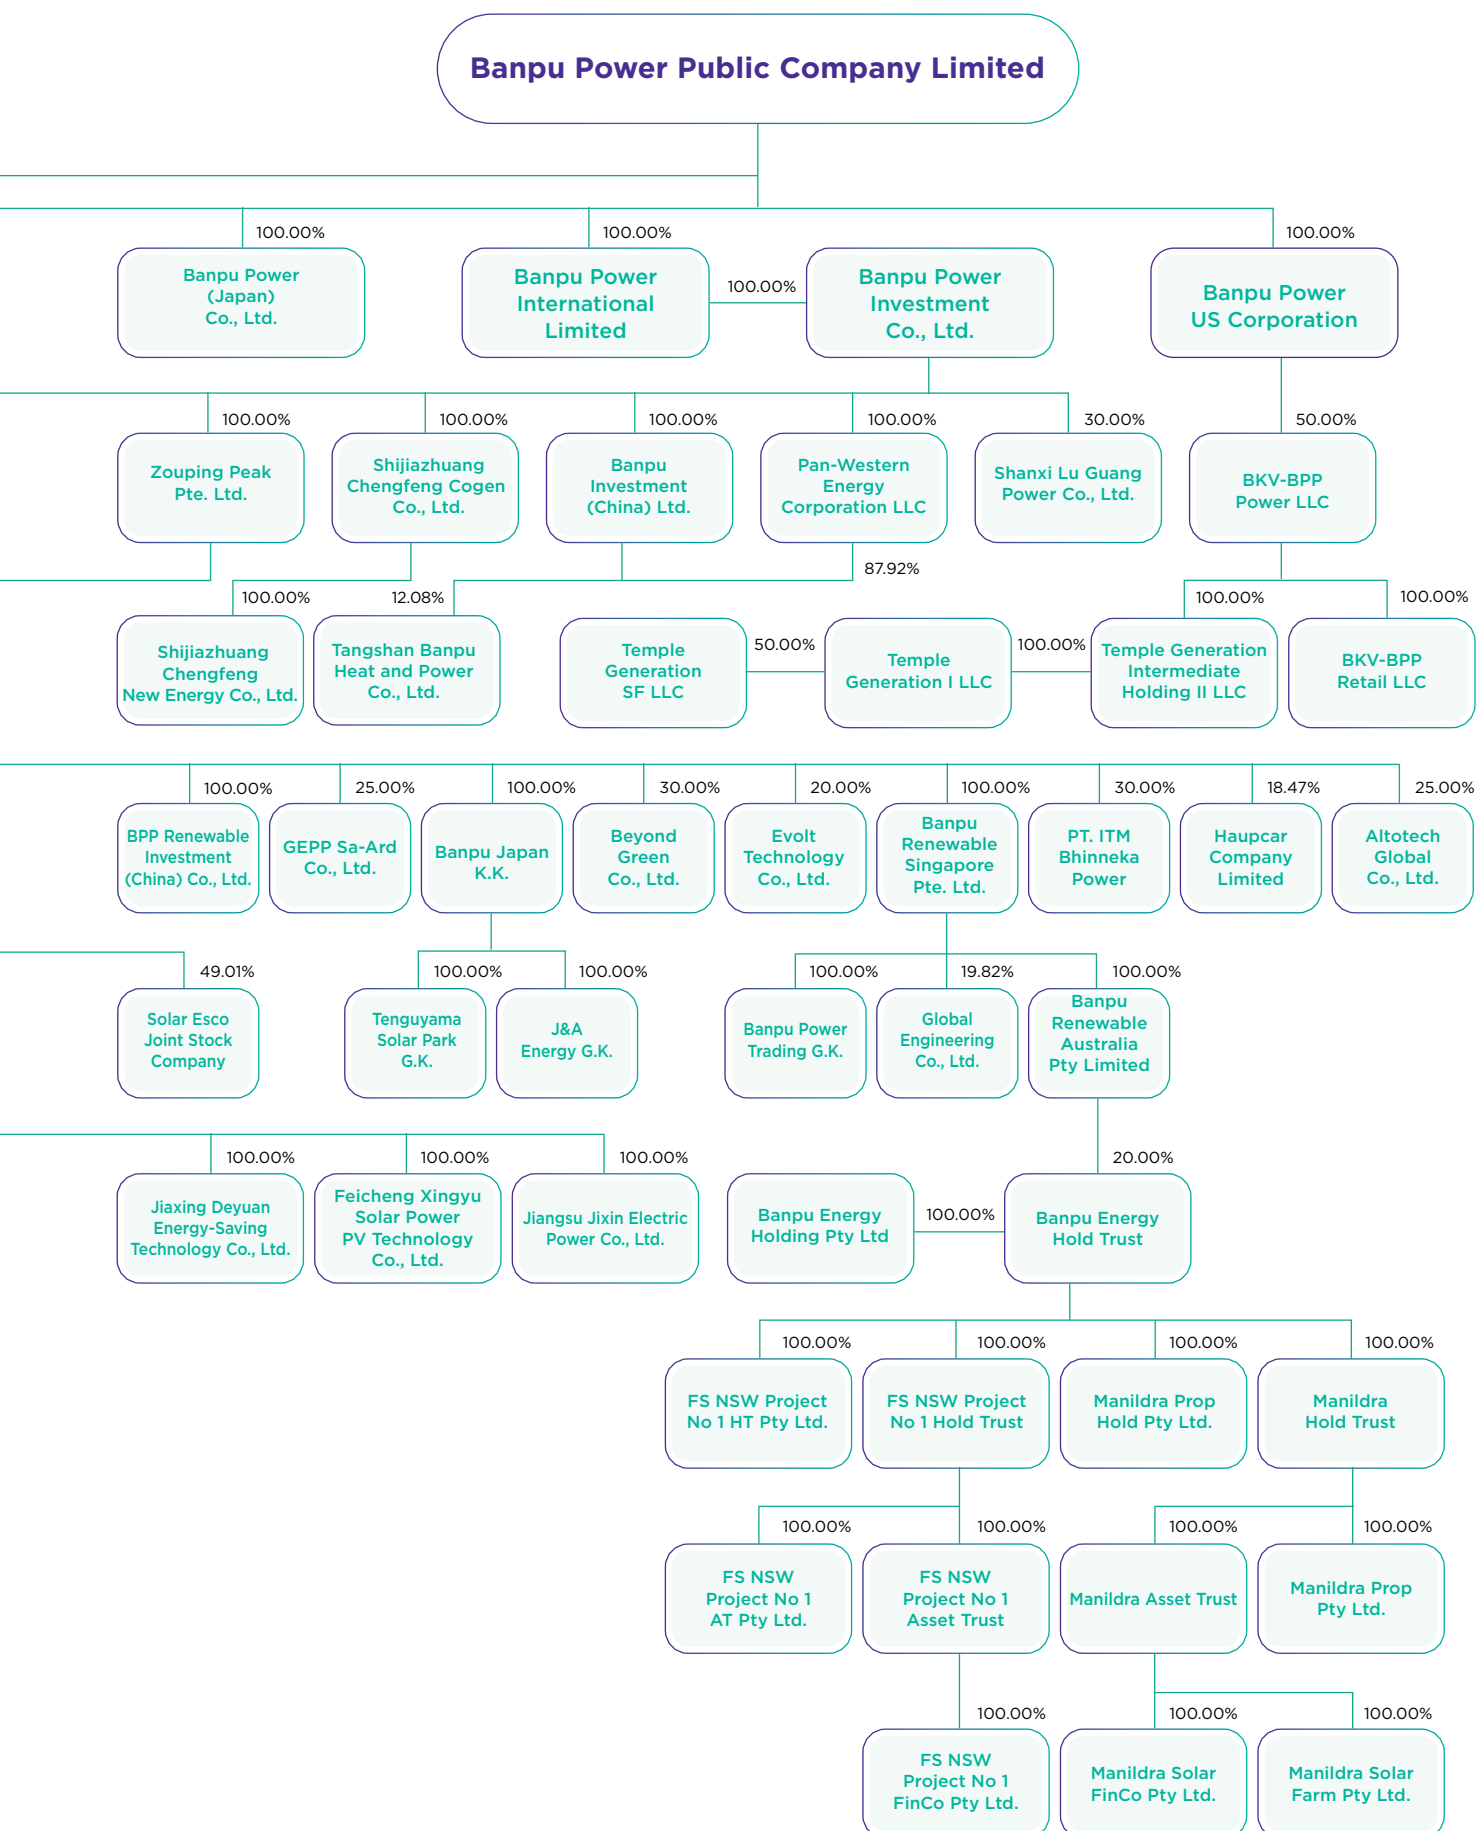 Banpu Power Public Company Limited
100.00%
100.00%
100.00%
Banpu Power
(Japan)
Co., Ltd.
Banpu Power
International
Limited
100.00%
Banpu Power
Investment
Co., Ltd.
Banpu Power
US Corporation
100.00%
100.00%
100.00%
100.00%
30.00%
50.00%
Zouping Peak
Pte. Ltd.
Shijiazhuang
Chengfeng Cogen
Co., Ltd.
Banpu
Investment
(China) Ltd.
Pan-Western
Energy
Corporation LLC
Shanxi Lu Guang
Power Co., Ltd.
BKV-BPP
Power LLC
87.92%
100.00%
12.08%
100.00%
100.00%
Shijiazhuang
Chengfeng
New Energy Co., Ltd.
Tangshan Banpu
Heat and Power
Co., Ltd.
Temple
Generation
SF LLC
50.00%
Temple
Generation I LLC
100.00%
Temple Generation
Intermediate
Holding II LLC
BKV-BPP
Retail LLC
100.00%
25.00%
100.00%
30.00%
20.00%
100.00%
30.00%
18.47%
25.00%
BPP Renewable
Investment
(China) Co., Ltd.
GEPP Sa-Ard
Co., Ltd.
Banpu Japan
K.K.
Beyond
Green
Co., Ltd.
Evolt
Technology
Co., Ltd.
Banpu
Renewable
Singapore
Pte. Ltd.
PT. ITM
Bhinneka
Power
Haupcar
Company
Limited
Altotech
Global
Co., Ltd.
49.01%
100.00%
100.00%
100.00%
19.82%
100.00%
Solar Esco
Joint Stock
Company
Tenguyama
Solar Park
G.K.
J&A
Energy G.K.
Banpu Power
Trading G.K.
Global
Engineering
Co., Ltd.
Banpu
Renewable
Australia
Pty Limited
100.00%
100.00%
100.00%
20.00%
Jiaxing Deyuan
Energy-Saving
Technology Co., Ltd.
Feicheng Xingyu
Solar Power
PV Technology
Co., Ltd.
Jiangsu Jixin Electric
Power Co., Ltd.
Banpu Energy
Holding Pty Ltd
100.00%
Banpu Energy
Hold Trust
100.00%
100.00%
100.00%
100.00%
FS NSW Project
No 1 HT Pty Ltd.
FS NSW Project
No 1 Hold Trust
Manildra Prop
Hold Pty Ltd.
Manildra
Hold Trust
100.00%
100.00%
100.00%
100.00%
FS NSW
Project No 1
AT Pty Ltd.
FS NSW
Project No 1
Asset Trust
Manildra Asset Trust
Manildra Prop
Pty Ltd.
100.00%
100.00%
100.00%
FS NSW
Project No 1
FinCo Pty Ltd.
Manildra Solar
FinCo Pty Ltd.
Manildra Solar
Farm Pty Ltd.